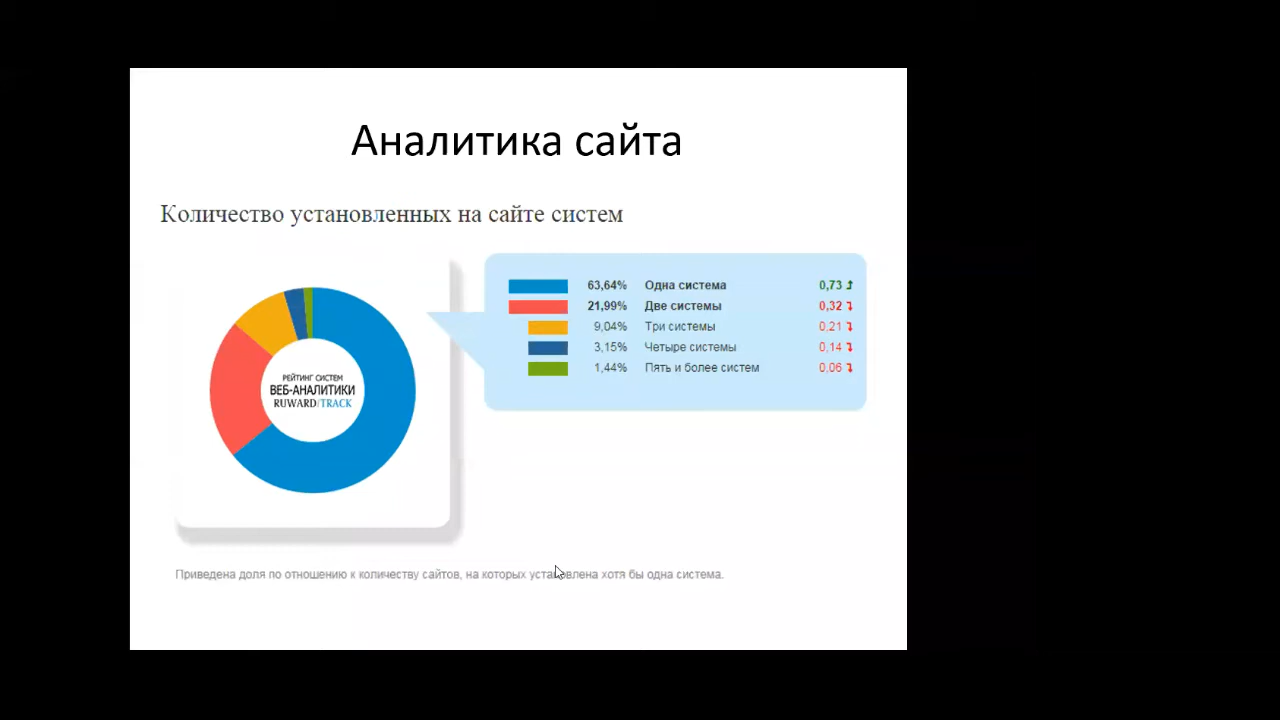 Аналитика сайта
Количество установленных на сайте систем
63,64% Одна система 0,73
21,99% Две системы 0,32
9,04% Три системы 0,21
3,15% Четыре системы 0,14
1,44% Пять и более систем 0,06
РЕЙТИНГ СИСТЕМ
ВЕБ-АНАЛИТИКИ
RUWARD/TRACK
Приведена доля по отношению к количеству сайтов, на которых установлена хотя бы одна система.